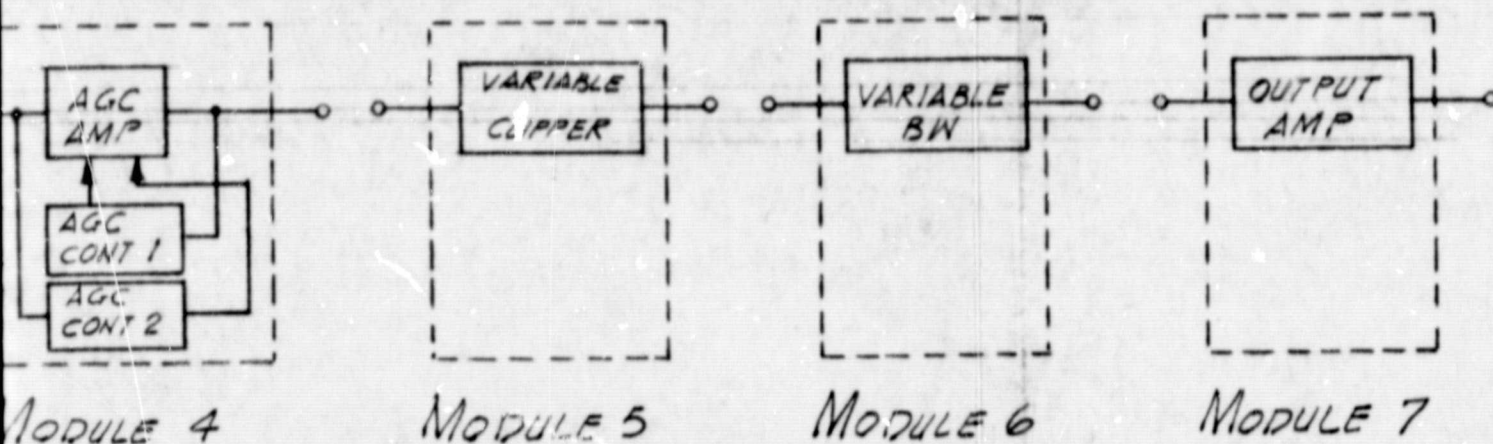 AGC
AMP
AGC
CONT 1
AGC
CONT 2
MODULE 4
VARIABLE
CLIPPER
MODULE 5
VARIABLE
BW
MODULE 6
OUTPUT
AMP
MODULE 7